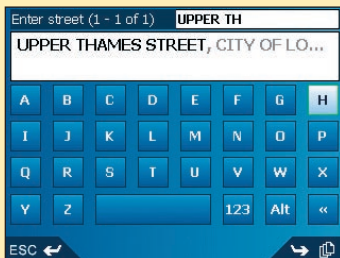 Enter street (1 - 1 of 1) UPPER TH
UPPER THAMES STREET, CITY OF LO...
A B C D E F G H
I J K L M N O P
Q R S T U V W X
Y Z 123 Alt «
ESC